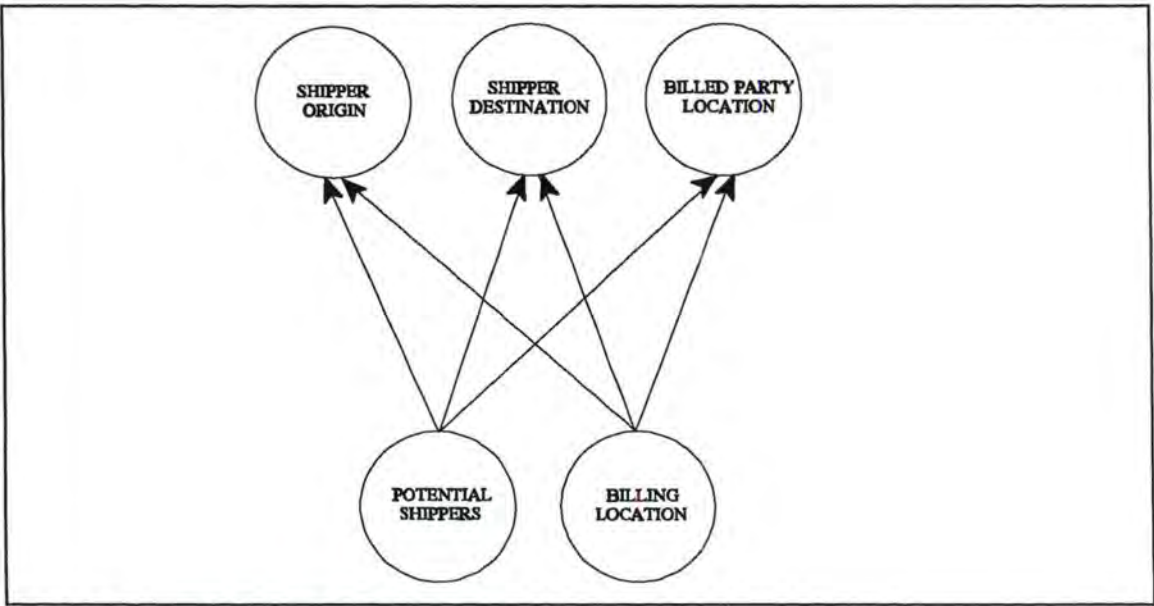 SHIPPER
ORIGIN
SHIPPER
DESTINATION
BILLED PARTY
LOCATION
POTENTIAL
SHIPPERS
BILLING
LOCATION